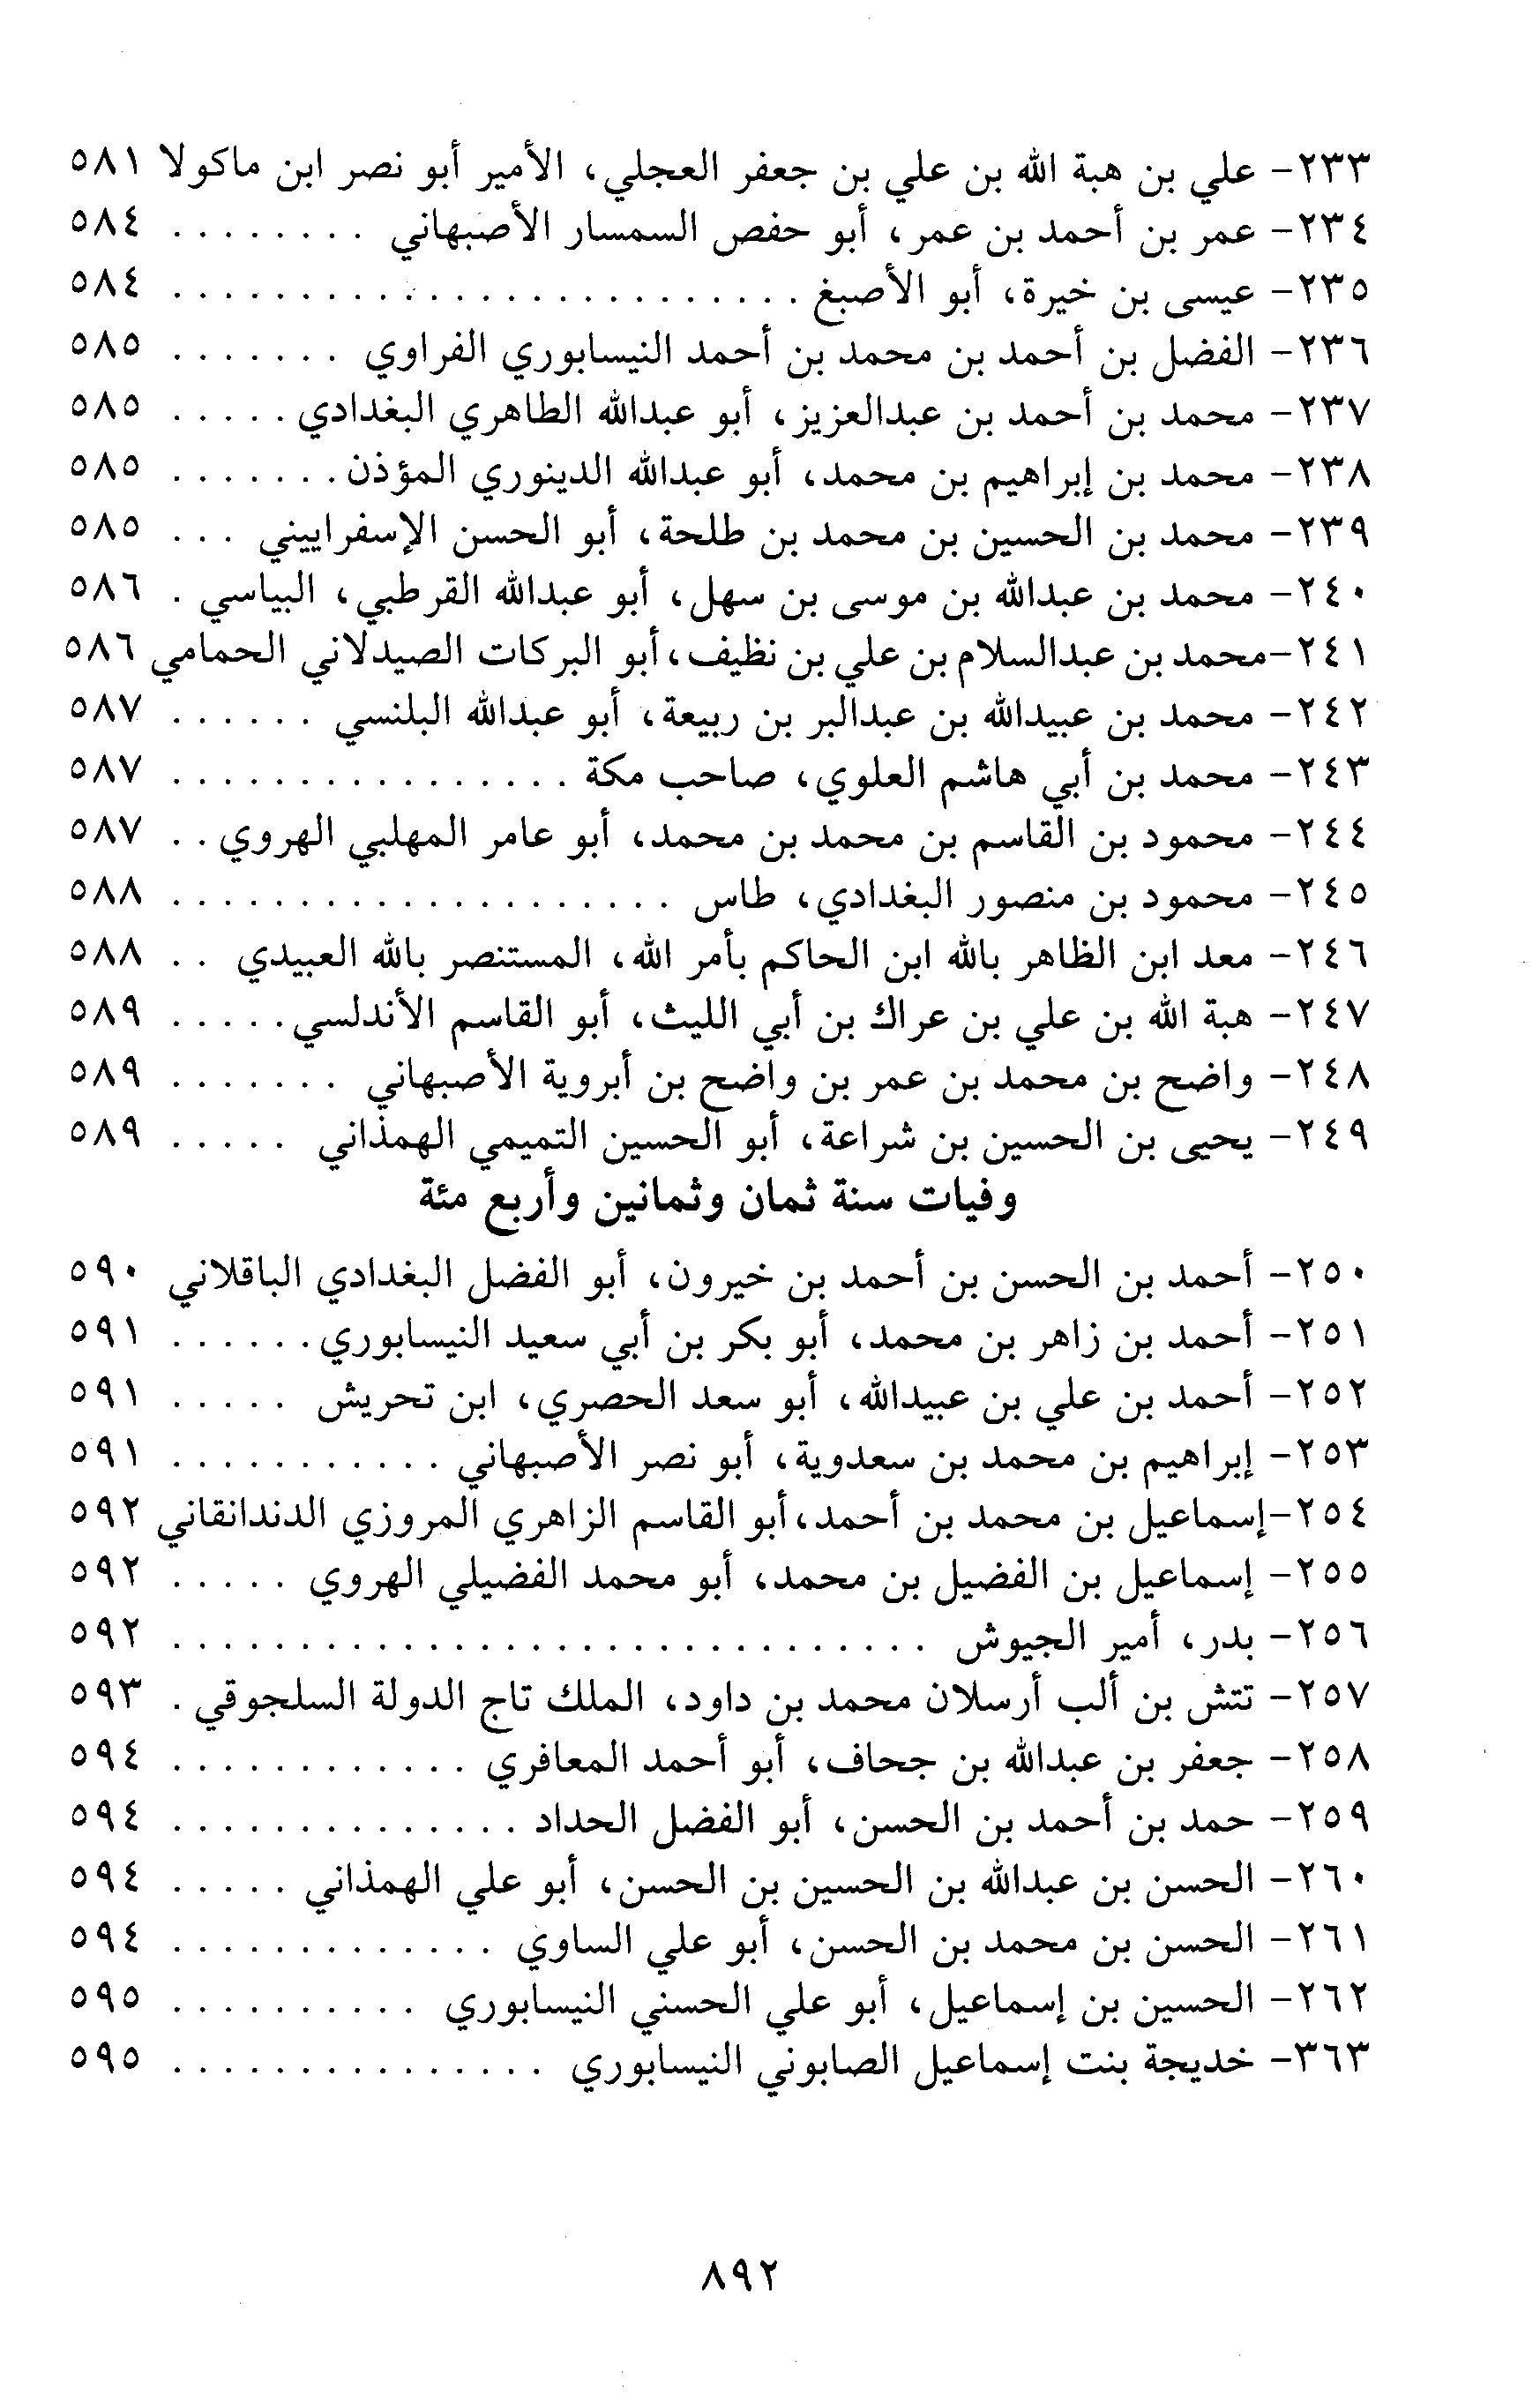 ٢٣٣- علي بن هبة الله بن علي بن جعفر العجلي، الأمير أبو نصر ابن ماكولا ٥٨١
٢٣٤- عمر بن أحمد بن عمر، أبو حفص السمسار الأصبهاني . . . . . . . . ٥٨٤
٢٣٥- عيسى بن خيرة، أبو الأصبغ . . . . . . . . . . . . . . . . . . . . . . . . . ٥٨٤
٢٣٦- الفضل بن أحمد بن محمد بن أحمد النيسابوري الفراوي . . . . . . . ٥٨٥
٢٣٧- محمد بن أحمد بن عبدالعزيز، أبو عبدالله الطاهري البغدادي . . . . . ٥٨٥
٢٣٨- محمد بن إبراهيم بن محمد، أبو عبدالله الدينوري المؤذن . . . . . . . ٥٨٥
٢٣٩- محمد بن الحسين بن محمد بن طلحة، أبو الحسن الإسفراييني . . . ٥٨٥
٢٤٠- محمد بن عبدالله بن موسى بن سهل، أبو عبدالله القرطبي، البياسي . ٥٨٦
٢٤١-محمد بن عبدالسلام بن علي بن نظيف،أبو البركات الصيدلاني الحمامي ٥٨٦
٢٤٢- محمد بن عبيدالله بن عبدالبر بن ربيعة، أبو عبدالله البلنسي . . . . . . ٥٨٧
٢٤٣- محمد بن أبي هاشم العلوي، صاحب مكة . . . . . . . . . . . . . . . . ٥٨٧
٢٤٤- محمود بن القاسم بن محمد بن محمد، أبو عامر المهلبي الهروي . . ٥٨٧
٢٤٥- محمود بن منصور البغدادي، طاس . . . . . . . . . . . . . . . . . . . . ٥٨٨
٢٤٦- معد ابن الظاهر بالله ابن الحاكم بأمر الله، المستنصر بالله العبيدي . . ٥٨٨
٢٤٧- هبة الله بن علي بن عراك بن أبي الليث، أبو القاسم الأندلسي . . . . . ٥٨٩
٢٤٨- واضح بن محمد بن عمر بن واضح بن أبروية الأصبهاني . . . . . . . ٥٨٩
٢٤٩- يحيى بن الحسين بن شراعة، أبو الحسين التميمي الهمذاني . . . . . ٥٨٩
وفيات سنة ثمان وثمانين وأربع مئة
٢٥٠- أحمد بن الحسن بن أحمد بن خيرون، أبو الفضل البغدادي الباقلاني ٥٩٠
٢٥١- أحمد بن زاهر بن محمد، أبو بكر بن أبي سعيد النيسابوري . . . . . . ٥٩١
٢٥٢- أحمد بن علي بن عبيدالله، أبو سعد الحصري، ابن تحريش . . . . . ٥٩١
٢٥٣- إبراهيم بن محمد بن سعدوية، أبو نصر الأصبهاني . . . . . . . . . . . ٥٩١
٢٥٤-إسماعيل بن محمد بن أحمد،أبو القاسم الزاهري المروزي الدندانقاني ٥٩٢
٢٥٥- إسماعيل بن الفضيل بن محمد، أبو محمد الفضيلي الهروي . . . . . ٥٩٢
٢٥٦- بدر، أمير الجيوش . . . . . . . . . . . . . . . . . . . . . . . . . . . . . . ٥٩٢
٢٥٧- تتش بن ألب أرسلان محمد بن داود، الملك تاج الدولة السلجوقي . ٥٩٣
٢٥٨- جعفر بن عبدالله بن جحاف، أبو أحمد المعافري . . . . . . . . . . . . ٥٩٤
٢٥٩- حمد بن أحمد بن الحسن، أبو الفضل الحداد . . . . . . . . . . . . . . ٥٩٤
٢٦٠- الحسن بن عبدالله بن الحسين بن الحسن، أبو علي الهمذاني . . . . . ٥٩٤
٢٦١- الحسن بن محمد بن الحسن، أبو علي الساوي . . . . . . . . . . . . . ٥٩٤
٢٦٢- الحسين بن إسماعيل، أبو علي الحسني النيسابوري . . . . . . . . . . ٥٩٥
٣٦٣- خديجة بنت إسماعيل الصابوني النيسابوري . . . . . . . . . . . . . . . ٥٩٥
٨٩٢